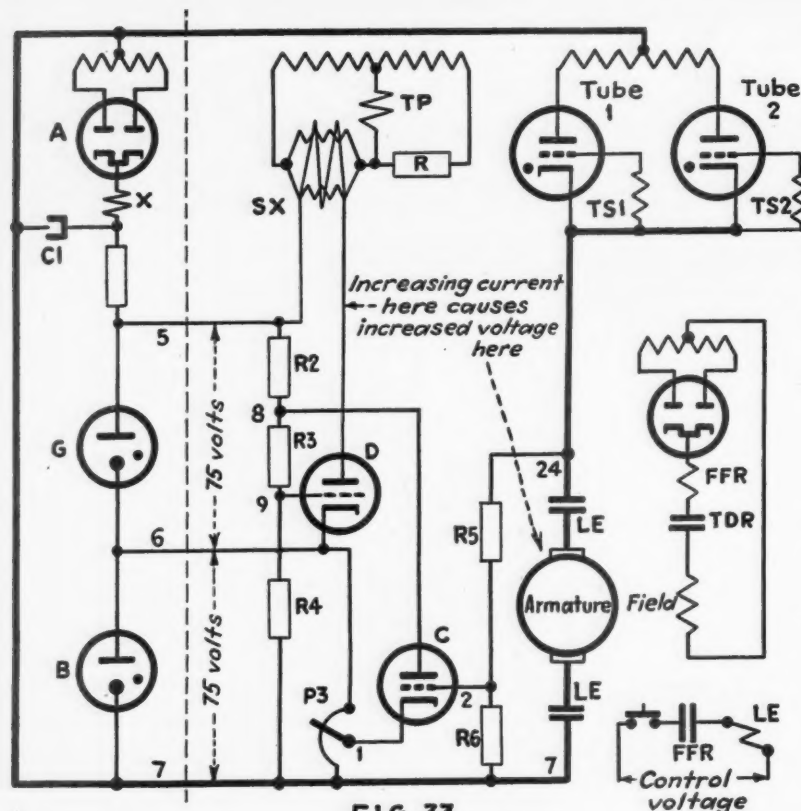 A
X
C1
5
G
75 volts
6
B
75 volts
7
TP
R
SX
Tube
1
Tube
2
TS1
TS2
Increasing current
here causes
increased voltage
here
R2
8
R3
9
D
R4
R5
24
LE
Armature
Field
FFR
TDR
C
2
P3
1
R6
LE
7
FFR
LE
Control
voltage